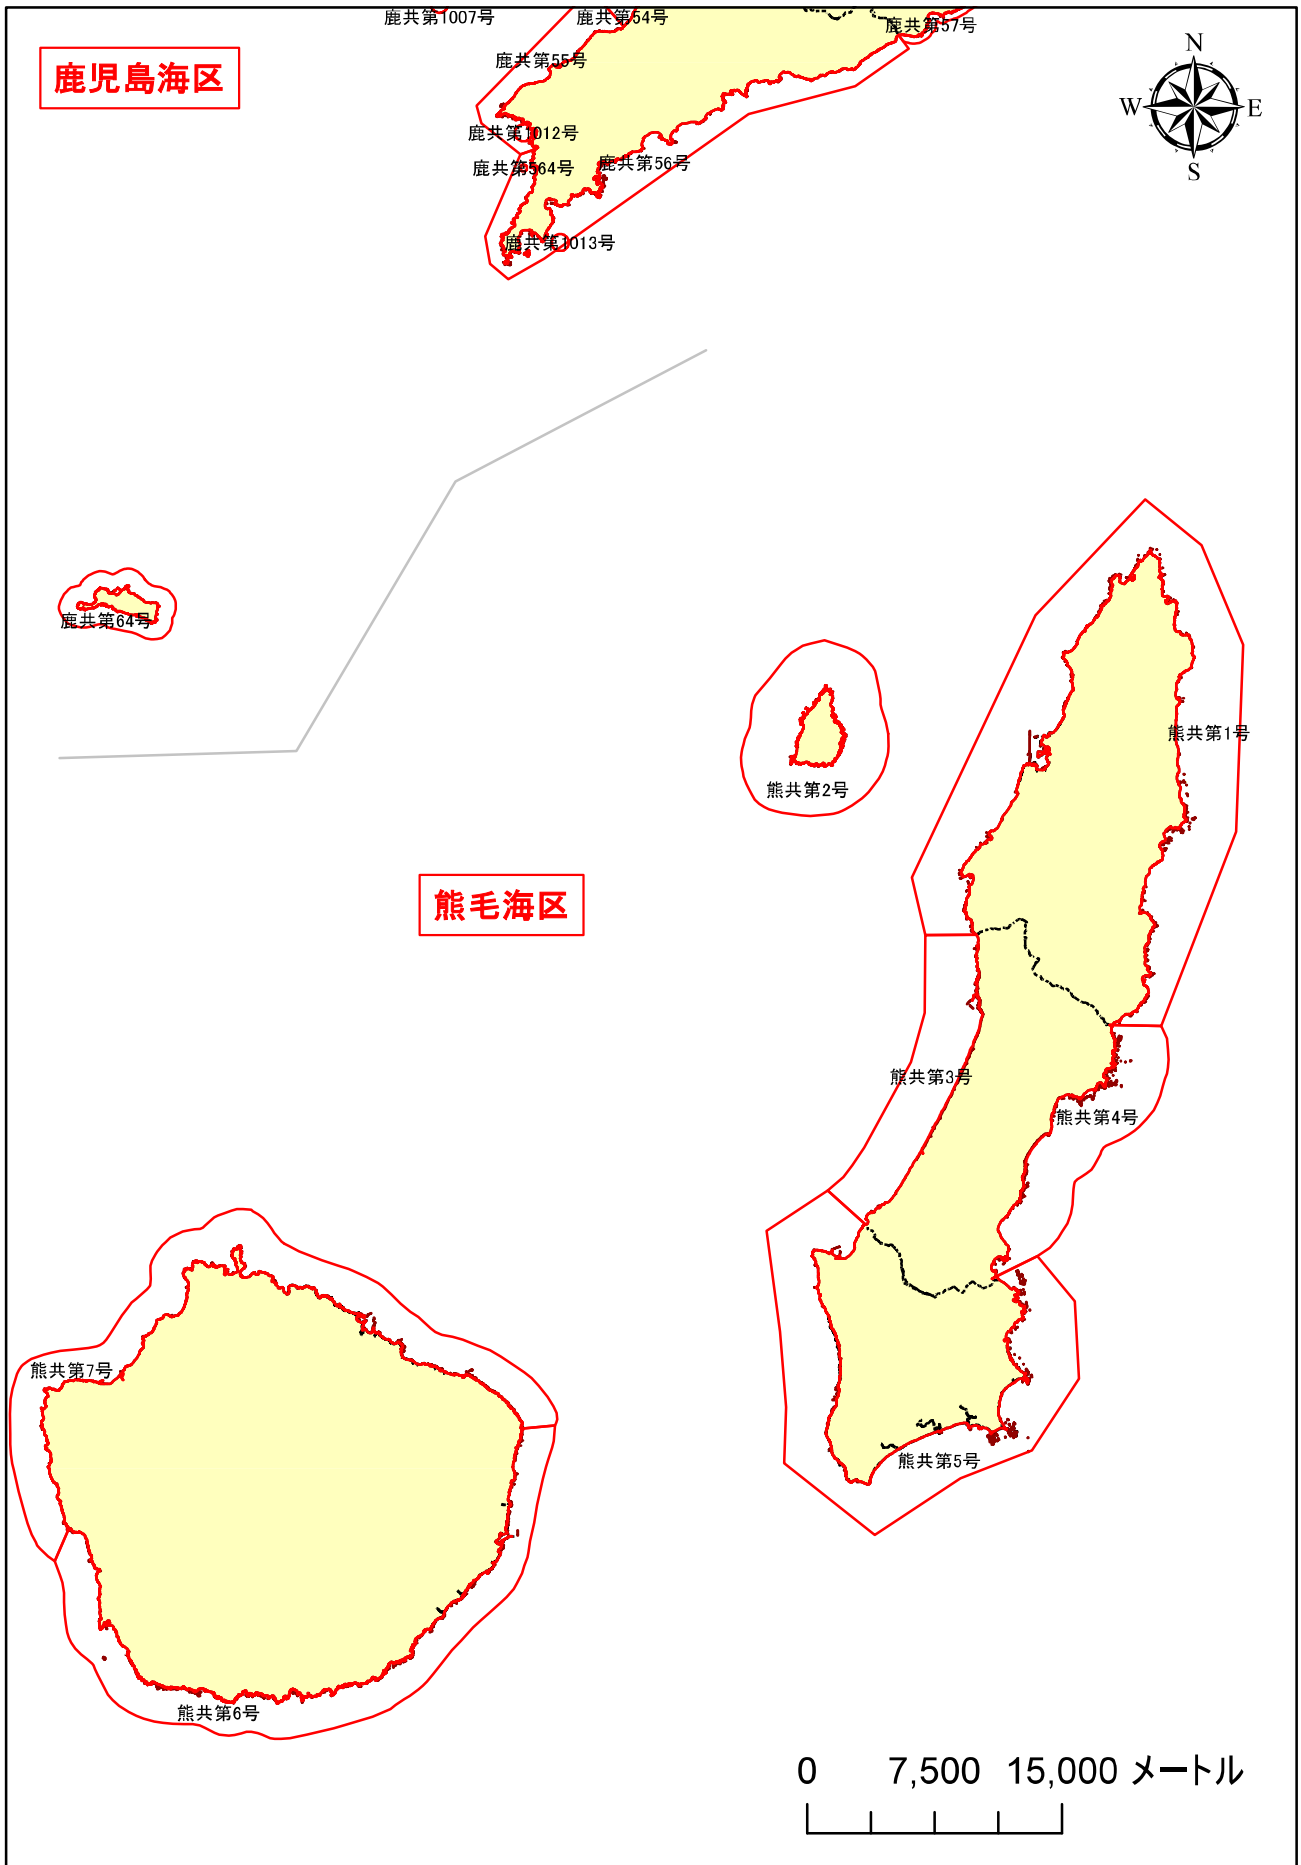 鹿共第1007号
鹿共第54号
鹿共第57号
鹿共第55号
鹿児島海区
N
W
E
S
鹿共第1012号
鹿共第564号
鹿共第56号
鹿共第1013号
鹿共第64号
熊共第1号
熊共第2号
熊毛海区
熊共第3号
熊共第4号
熊共第7号
熊共第5号
熊共第6号
0 7,500 15,000 メートル